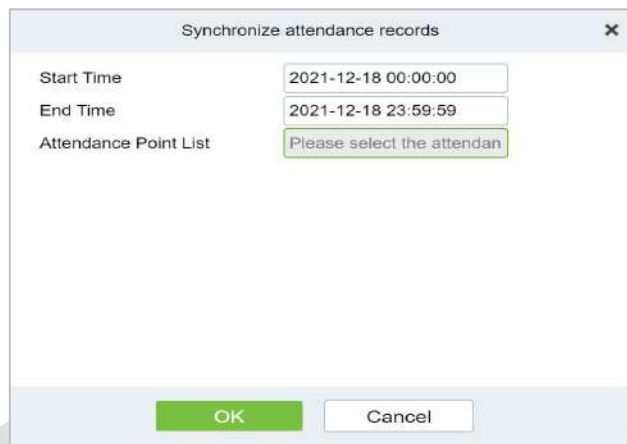 Synchronize attendance records
Start Time 2021-12-18 00:00:00
End Time 2021-12-18 23:59:59
Attendance Point List Please select the attendan
OK Cancel